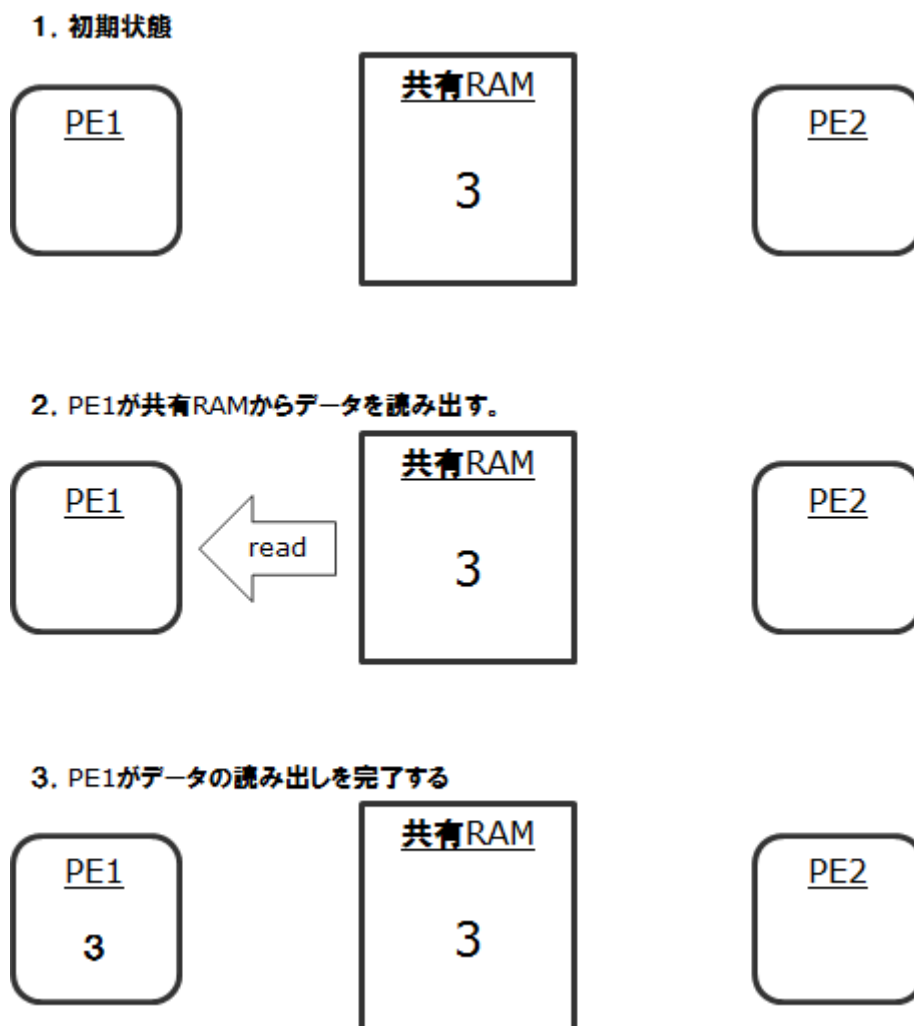 1. 初期状態
PE1
共有RAM
PE2
3
2. PE1が共有RAMからデータを読み出す。
PE1
共有RAM
PE2
read
3
3. PE1がデータの読み出しを完了する
PE1
共有RAM
PE2
3
3